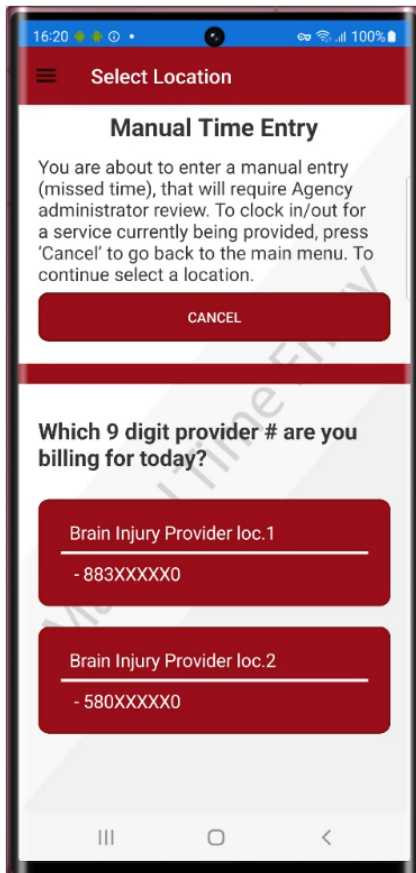 16:20 100%
Select Location
Manual Time Entry
You are about to enter a manual entry
(missed time), that will require Agency
administrator review. To clock in/out for
a service currently being provided, press
'Cancel' to go back to the main menu. To
continue select a location.
CANCEL
Manual Time Entry
Which 9 digit provider # are you
billing for today?
Brain Injury Provider loc.1
- 883XXXXX0
Brain Injury Provider loc.2
- 580XXXXX0